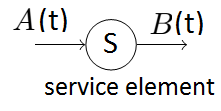 A(t) S B(t)
service element